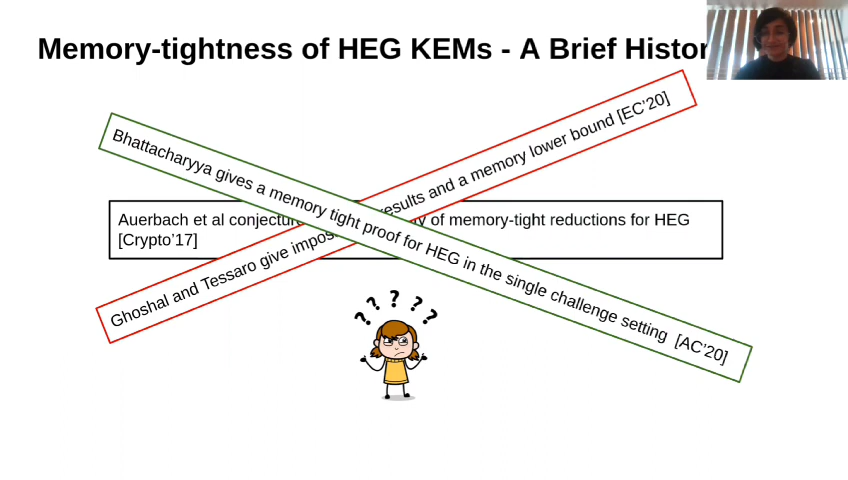 Memory-tightness of HEG KEMs - A Brief Histor
Bhattacharyya gives a memory tight proof for HEG in the single challenge setting [AC'20]
Ghoshal and Tessaro give results and a memory lower bound [EC'20]
Auerbach et al of memory-tight reductions for HEG
[Crypto'17]
? ? ? ? ?